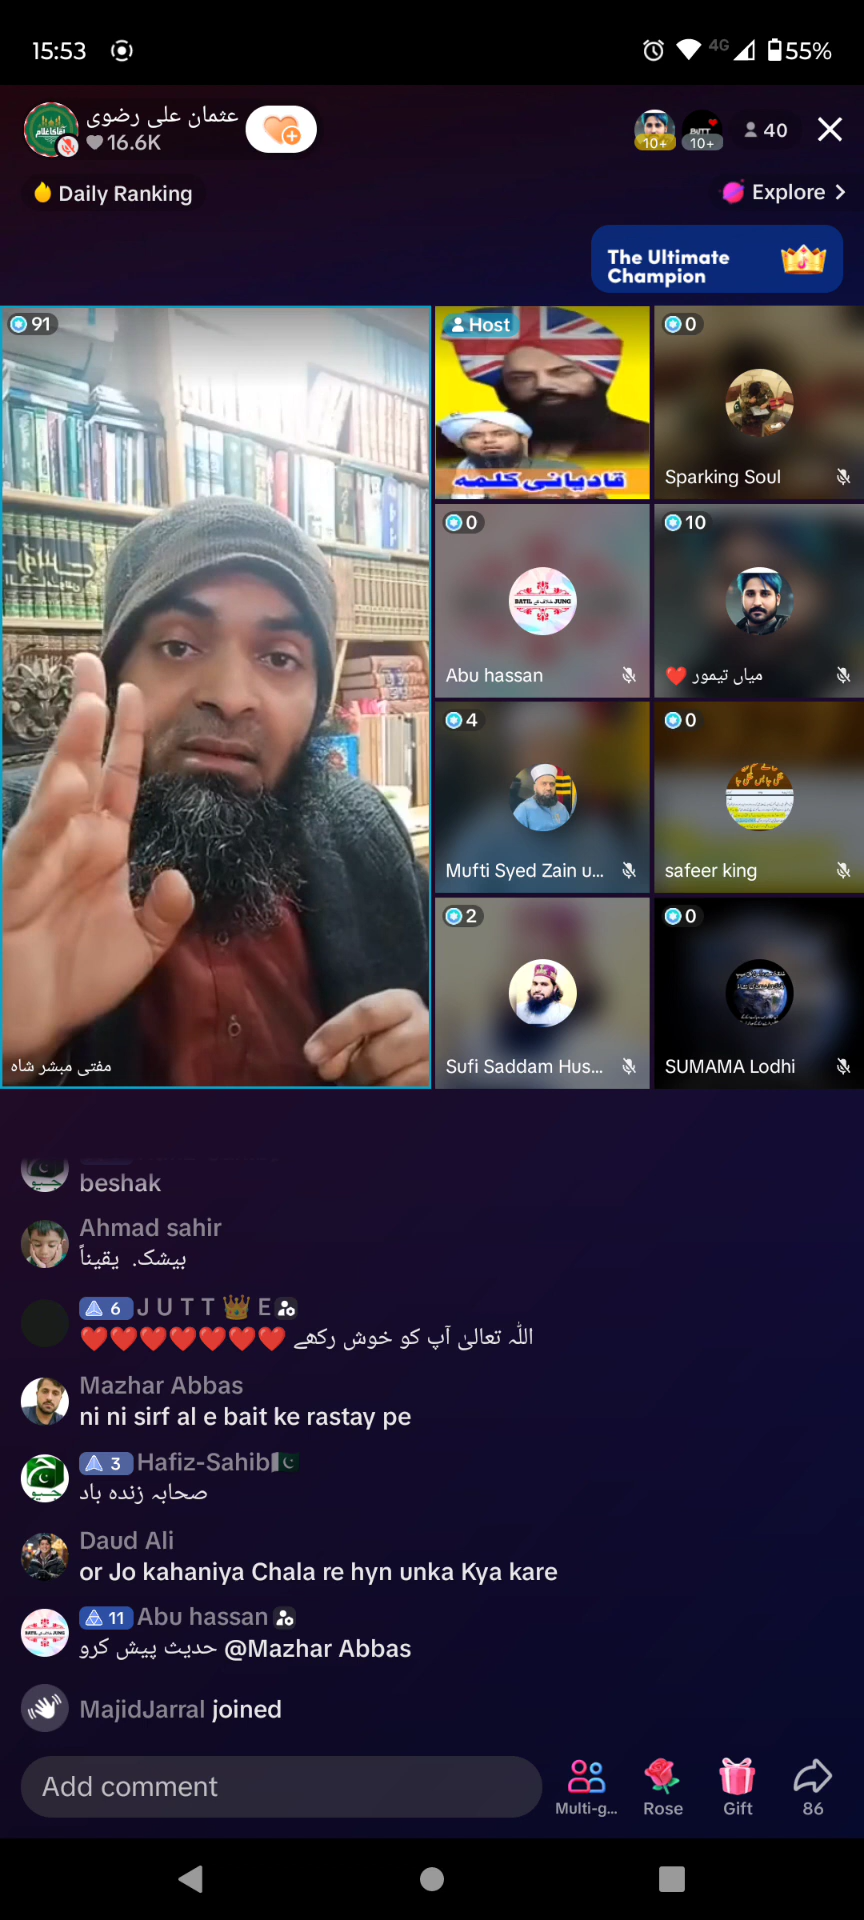 15:53
4G
55%
عثمان علی رضوی
16.6K
10+
10+
40
Daily Ranking
Explore
The Ultimate
Champion
91
Host
0
قادیانی کلمہ
Sparking Soul
0
10
BATIL JUNG
Abu hassan
میاں تیمور ❤️
4
0
Mufti Syed Zain u...
safeer king
2
0
مفتی مبشر شاہ
Sufi Saddam Hus...
SUMAMA Lodhi
beshak
Ahmad sahir
بیشک. یقیناً
6 J U T T 👑 E
اللّٰہ تعالیٰ آپ کو خوش رکھے ❤️❤️❤️❤️❤️❤️❤️
Mazhar Abbas
ni ni sirf al e bait ke rastay pe
3 Hafiz-Sahib🇵🇰
صحابہ زندہ باد
Daud Ali
or Jo kahaniya Chala re hyn unka Kya kare
11 Abu hassan
حدیث پیش کرو @Mazhar Abbas
MajidJarral joined
Add comment
Multi-g...
Rose
Gift
86